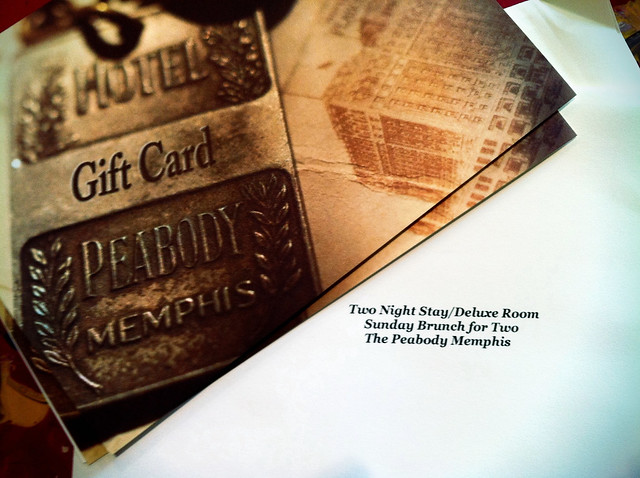 HOTEL
Gift Card
PEABODY
MEMPHIS
Two Night Stay/Deluxe Room
Sunday Brunch for Two
The Peabody Memphis